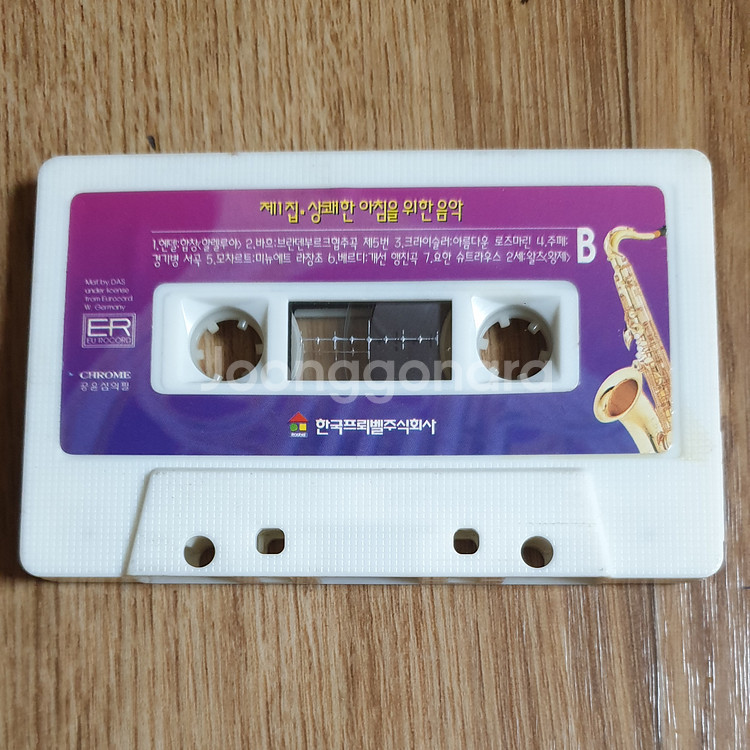 제1집·상쾌한 아침을 위한 음악
1.헨델:합창<할렐루야> 2.바흐:브란덴부르크협주곡 제5번 3.크라이슬러:아름다운 로즈마린 4.주페:
경기병 서곡 5.모차르트:미뉴에트 라장조 6.베르디:개선 행진곡 7.요한 슈트라우스 2세:왈츠<황제>
B
Mat by. DAS
under license
from Eurocord
W. Germany
ER
EUROCORD
CHROME
공윤심의필
한국프뢰벨주식회사
Joonggonara